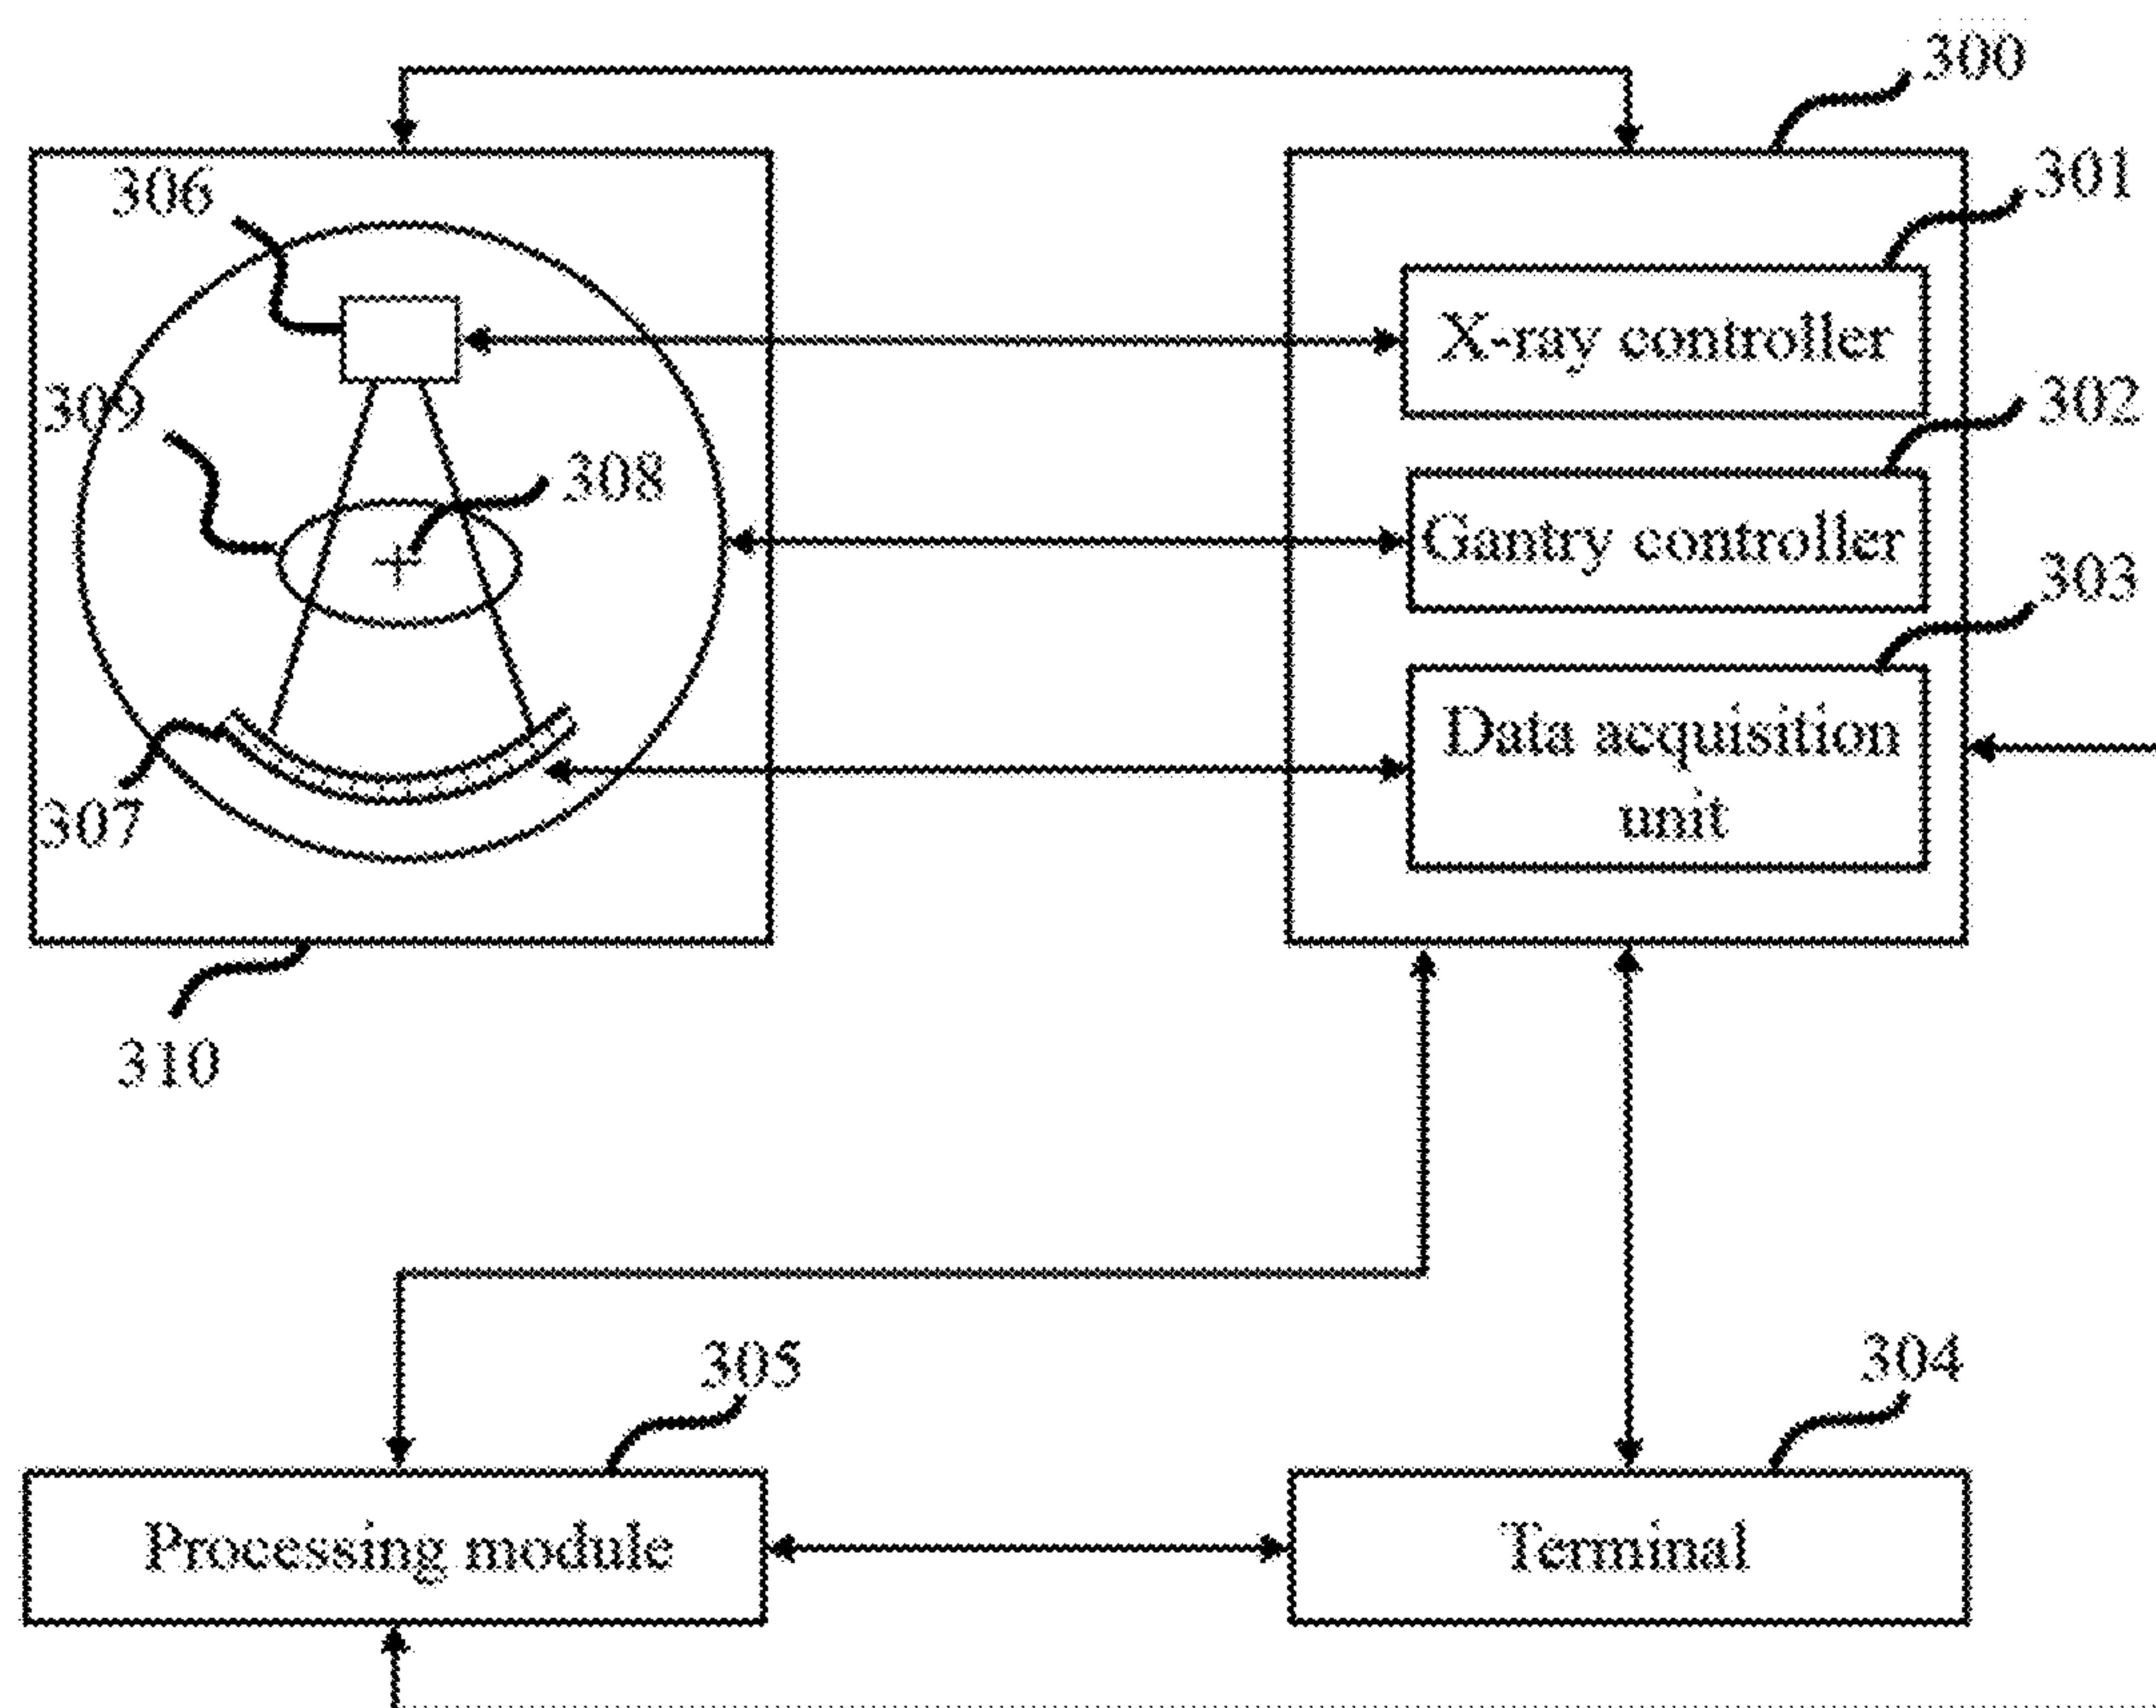 300
301
306
X-ray controller
302
309
308
Gantry controller
303
Data acquisition
unit
307
310
305
304
Processing module
Terminal